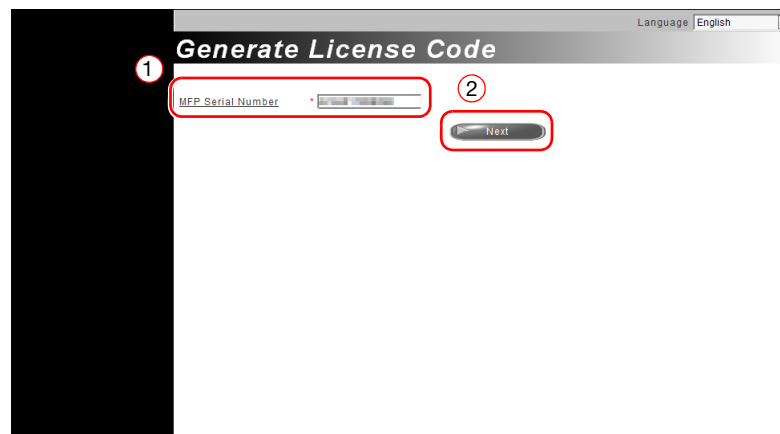 Language English
Generate License Code
1
MFP Serial Number *
2
Next